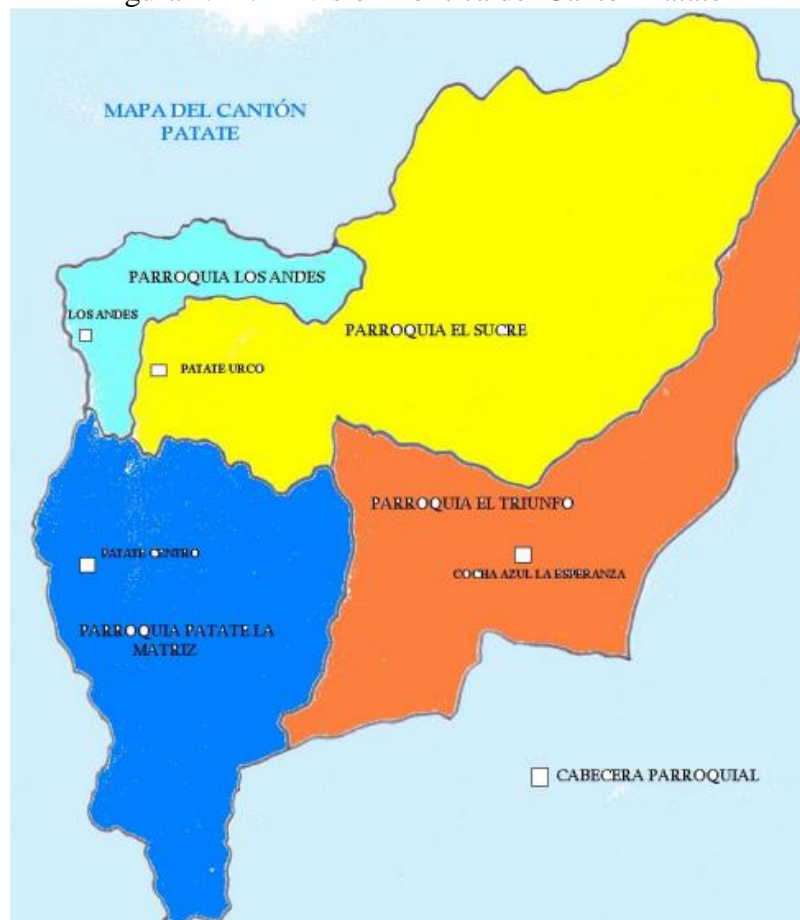 MAPA DEL CANTÓN
PATATE
PARROQUIA LOS ANDES
LOS ANDES
PARROQUIA EL SUCRE
PATATE URCO
PARROQUIA EL TRIUNFO
PATATE CENTRO
COCHA AZUL LA ESPERANZA
PARROQUIA PATATE LA
MATRIZ
CABECERA PARROQUIAL